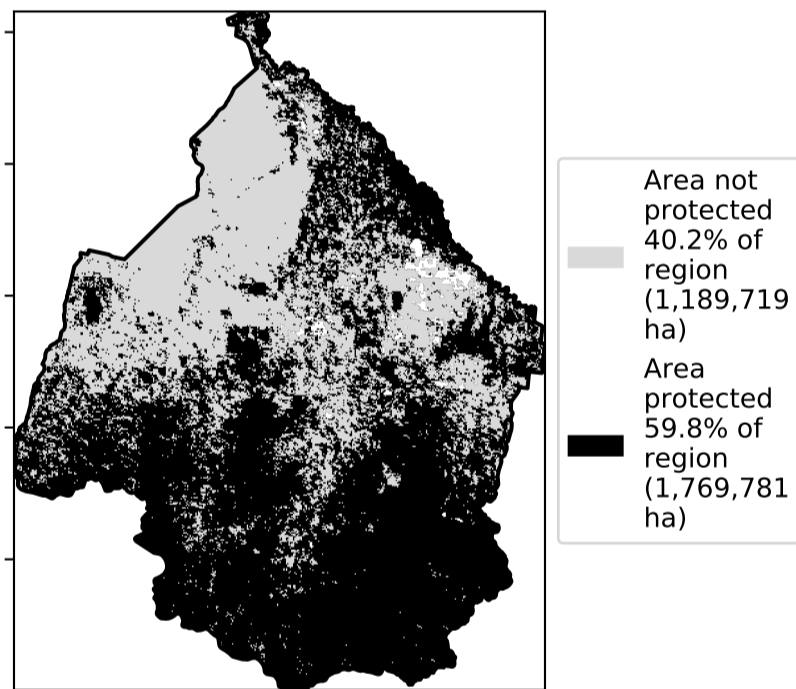 Area not
protected
40.2% of
region
(1,189,719
ha)
Area
protected
59.8% of
region
(1,769,781
ha)